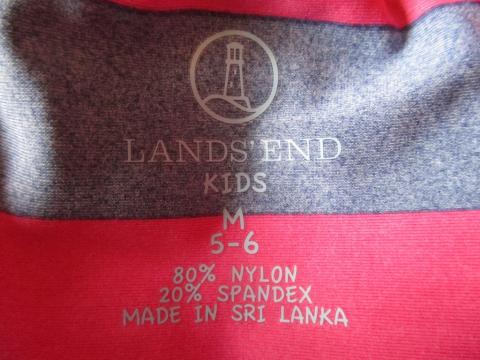 LANDS' END
KIDS
M
5-6
80% NYLON
20% SPANDEX
MADE IN SRI LANKA